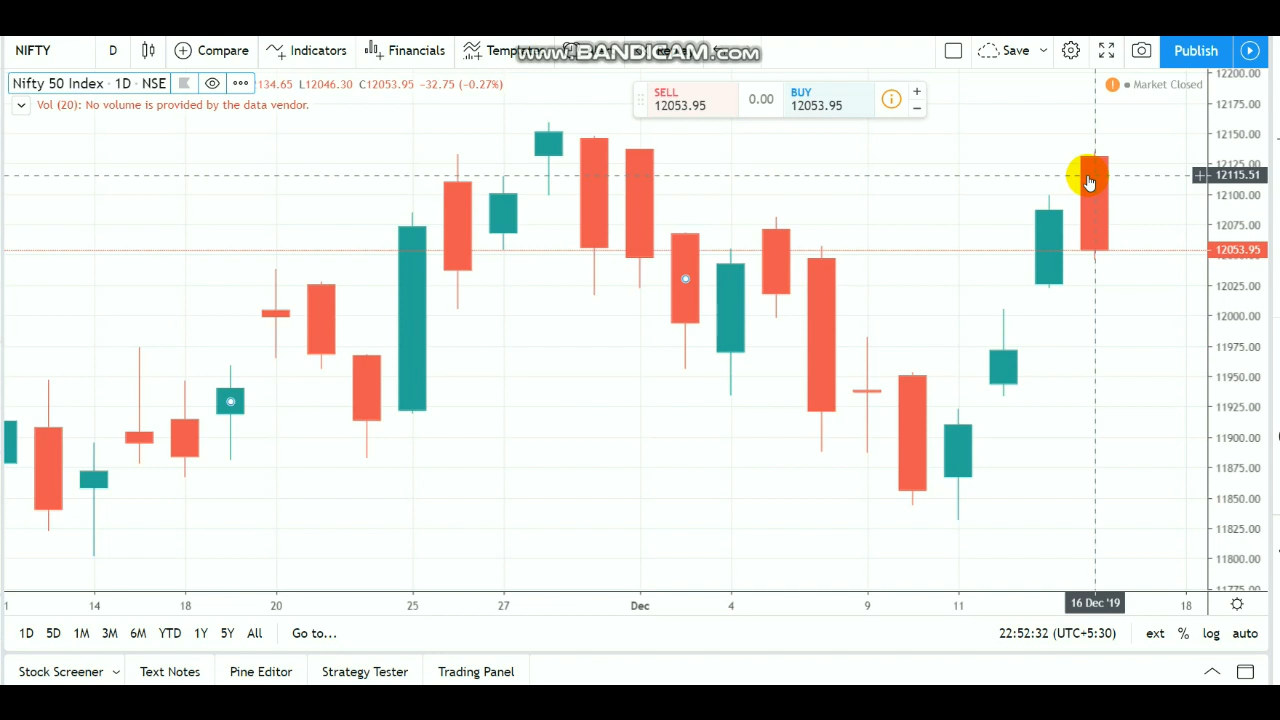 NIFTY D Compare Indicators Financials Save Publish
www.BANDICAM.com
Nifty 50 Index · 1D · NSE 134.65 L12046.30 C12053.95 −32.75 (−0.27%)
Vol (20): No volume is provided by the data vendor.
SELL 0.00 BUY
12053.95 12053.95
Market Closed
12200.00
12175.00
12150.00
12125.00
12115.51
12100.00
12075.00
12053.95
12025.00
12000.00
11975.00
11950.00
11925.00
11900.00
11875.00
11850.00
11825.00
11800.00
11775.00
14 18 20 25 27 Dec 4 9 11 16 Dec '19 18
1D 5D 1M 3M 6M YTD 1Y 5Y All Go to... 22:52:32 (UTC+5:30) ext % log auto
Stock Screener Text Notes Pine Editor Strategy Tester Trading Panel